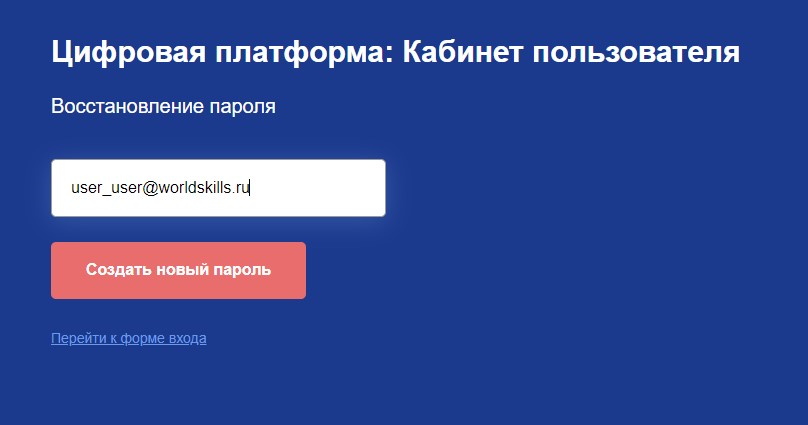 Цифровая платформа: Кабинет пользователя
Восстановление пароля
user_user@worldskills.ru
Создать новый пароль
Перейти к форме входа